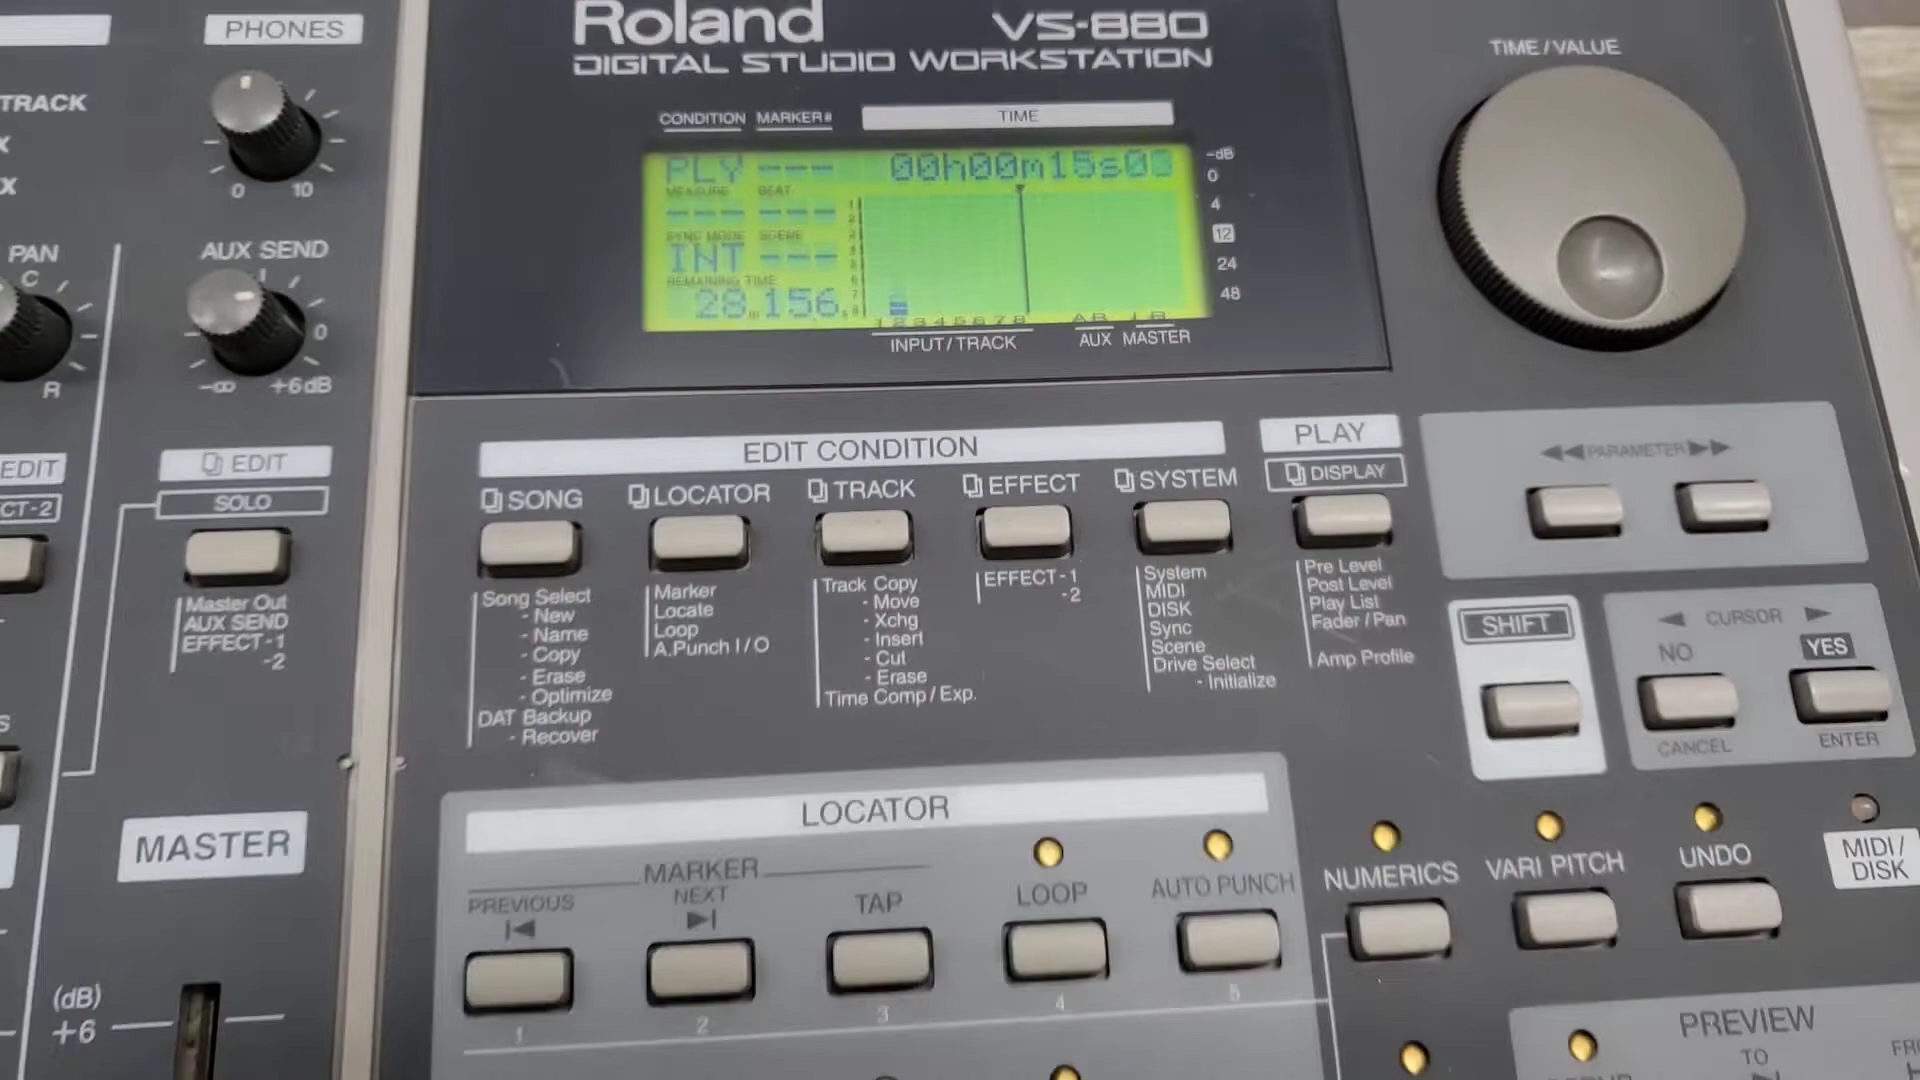 PHONES
TRACK
X
X
0 10
PAN
C
R
AUX SEND
0
-∞ +6dB
EDIT
CT-2
EDIT
SOLO
Master Out
AUX SEND
EFFECT-1
-2
MASTER
(dB)
+6
Roland VS-880
DIGITAL STUDIO WORKSTATION
CONDITION MARKER# TIME
PLY --- 00h00m15s
MEASURE BEAT
--- ---
SYNC MODE SCENE
INT ---
REMAINING TIME
28m156
-dB
0
4
12
24
48
INPUT/TRACK AUX MASTER
TIME/VALUE
EDIT CONDITION
SONG LOCATOR TRACK EFFECT SYSTEM
PLAY
DISPLAY
Song Select
- New
- Name
- Copy
- Erase
- Optimize
DAT Backup
- Recover
Marker
Locate
Loop
A.Punch I/O
Track Copy
- Move
- Xchg
- Insert
- Cut
- Erase
Time Comp/Exp.
EFFECT-1
-2
System
MIDI
DISK
Sync
Scene
Drive Select
- Initialize
Pre Level
Post Level
Play List
Fader/Pan
Amp Profile
PARAMETER
SHIFT
CURSOR
NO YES
CANCEL ENTER
LOCATOR
MARKER
PREVIOUS NEXT TAP LOOP AUTO PUNCH
1 2 3 4 5
NUMERICS VARI PITCH UNDO
MIDI/
DISK
PREVIEW
TO